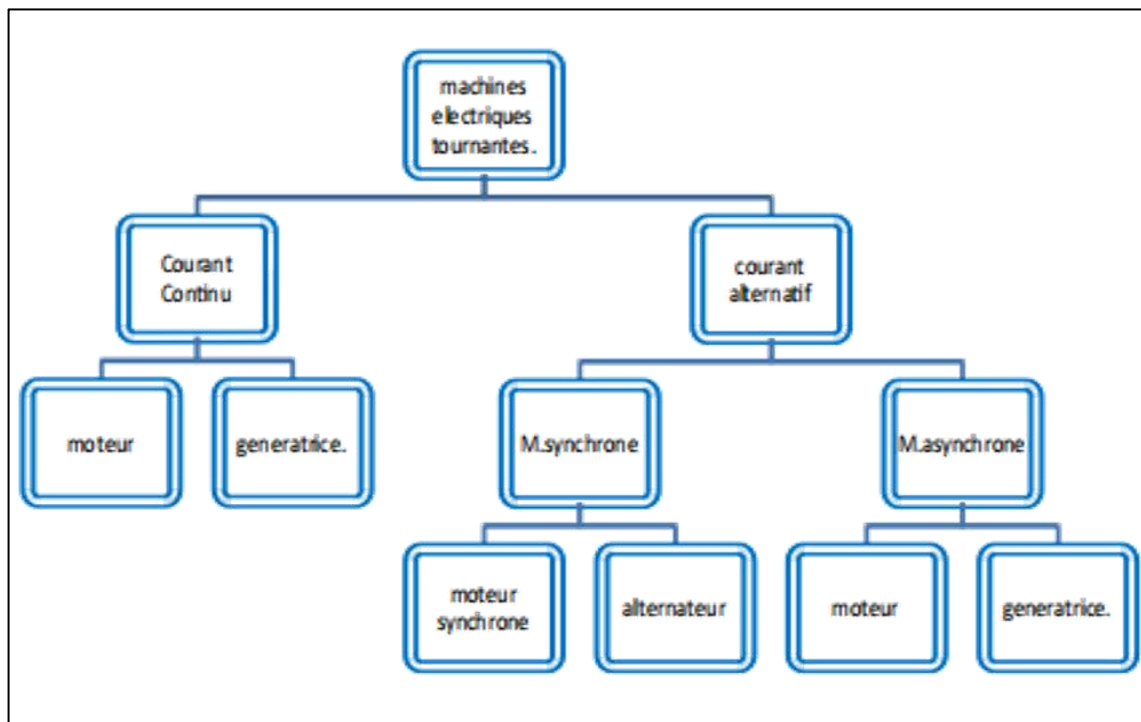 machines
electriques
tournantes.
Courant
Continu
courant
alternatif
moteur
generatrice.
M.synchrone
M.asynchrone
moteur
synchrone
alternateur
moteur
generatrice.